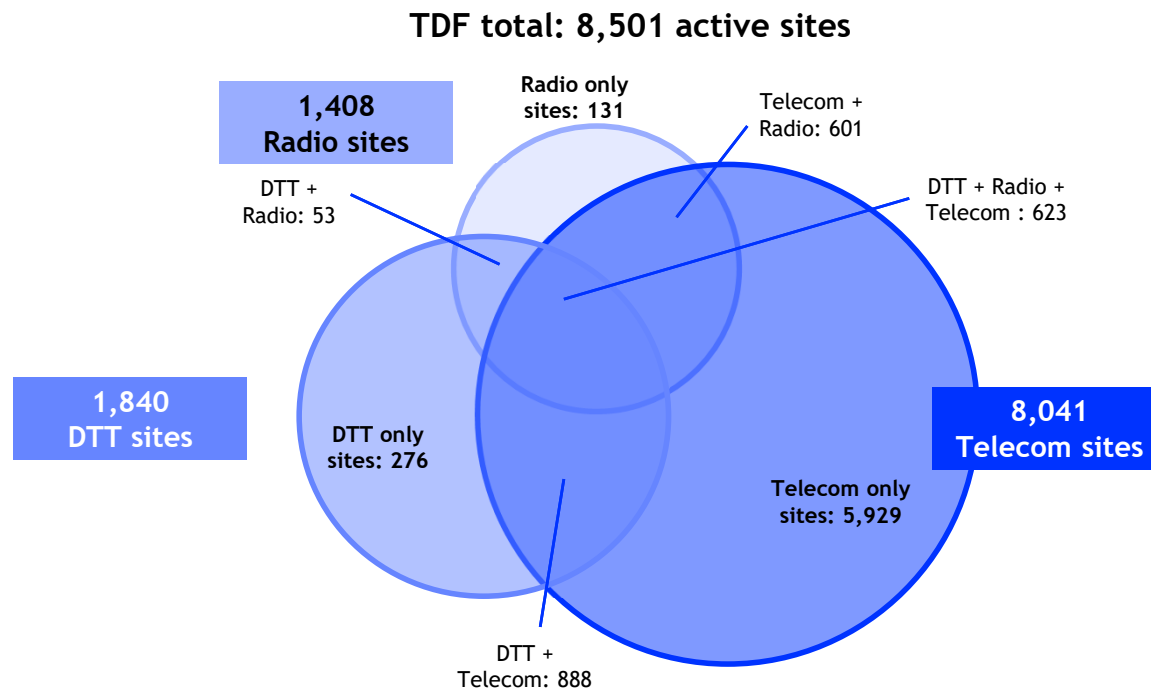 TDF total: 8,501 active sites
Radio only
sites: 131
1,408
Radio sites
Telecom +
Radio: 601
DTT +
Radio: 53
DTT + Radio +
Telecom : 623
1,840
DTT sites
8,041
Telecom sites
DTT only
sites: 276
Telecom only
sites: 5,929
DTT +
Telecom: 888